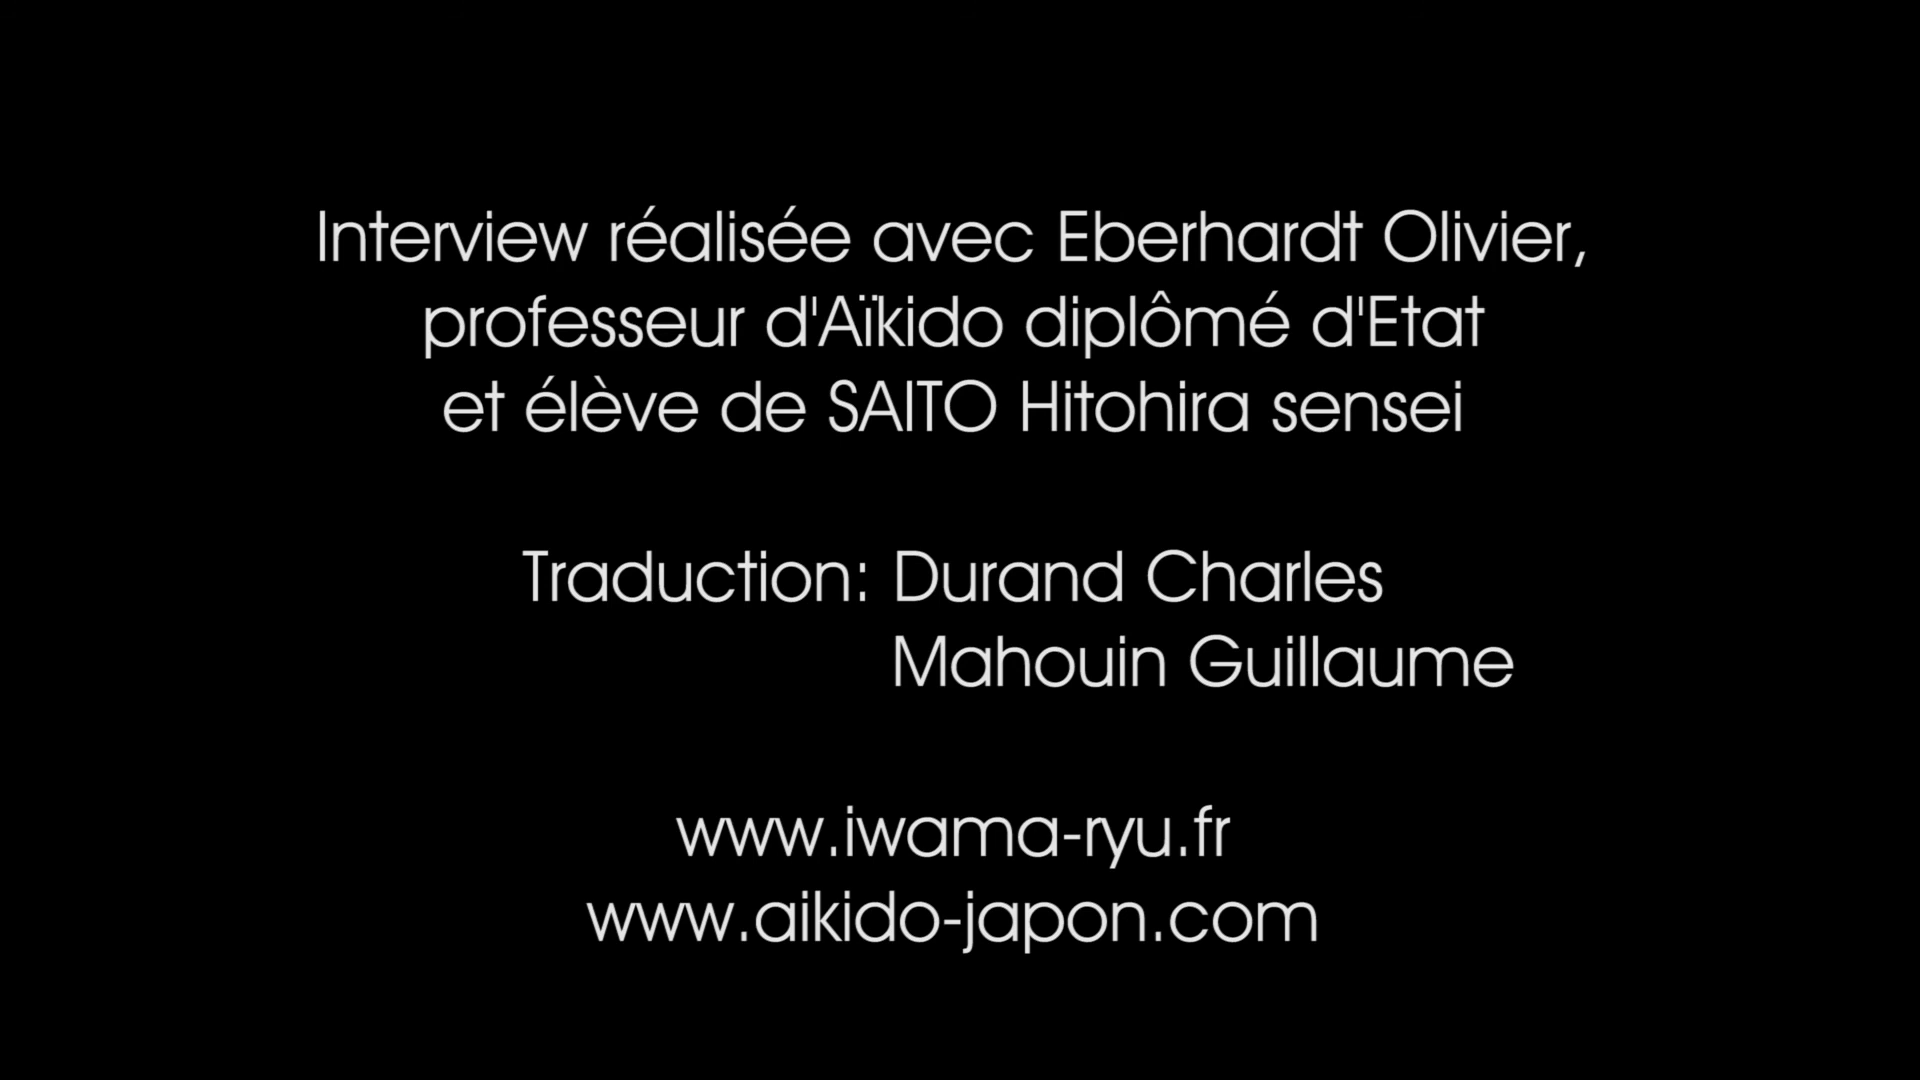 Interview réalisée avec Eberhardt Olivier,
professeur d'Aïkido diplômé d'Etat
et élève de SAITO Hitohira sensei
Traduction: Durand Charles
Mahouin Guillaume
www.iwama-ryu.fr
www.aikido-japon.com